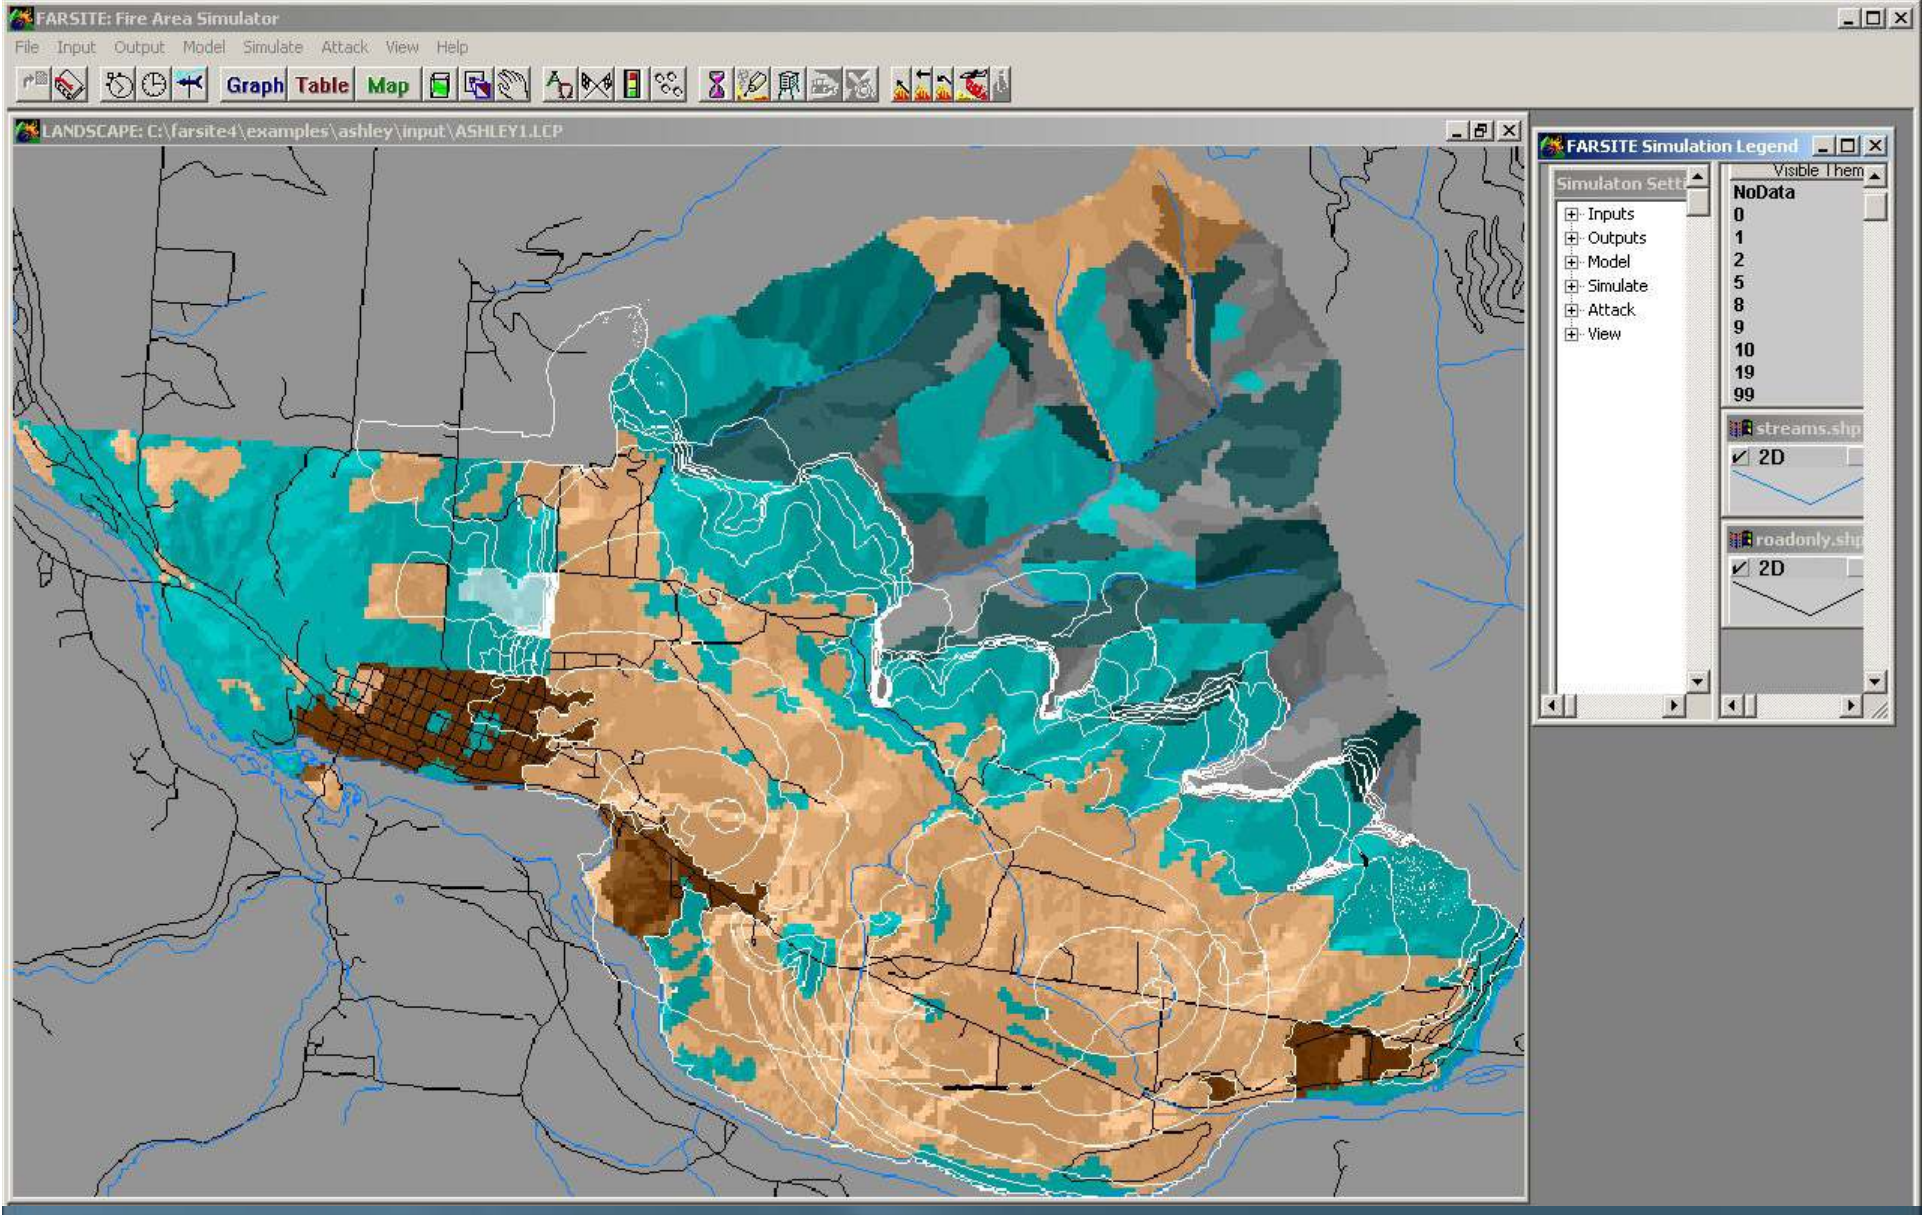 FARSITE: Fire Area Simulator
File Input Output Model Simulate Attack View Help
Graph Table Map
LANDSCAPE: C:\farsite4\examples\ashley\input\ASHLEY1.LCP
FARSITE Simulation Legend
Simulaton Setti
Inputs
Outputs
Model
Simulate
Attack
View
Visible Them
NoData
0
1
2
5
8
9
10
19
99
streams.shp
2D
roadonly.shp
2D